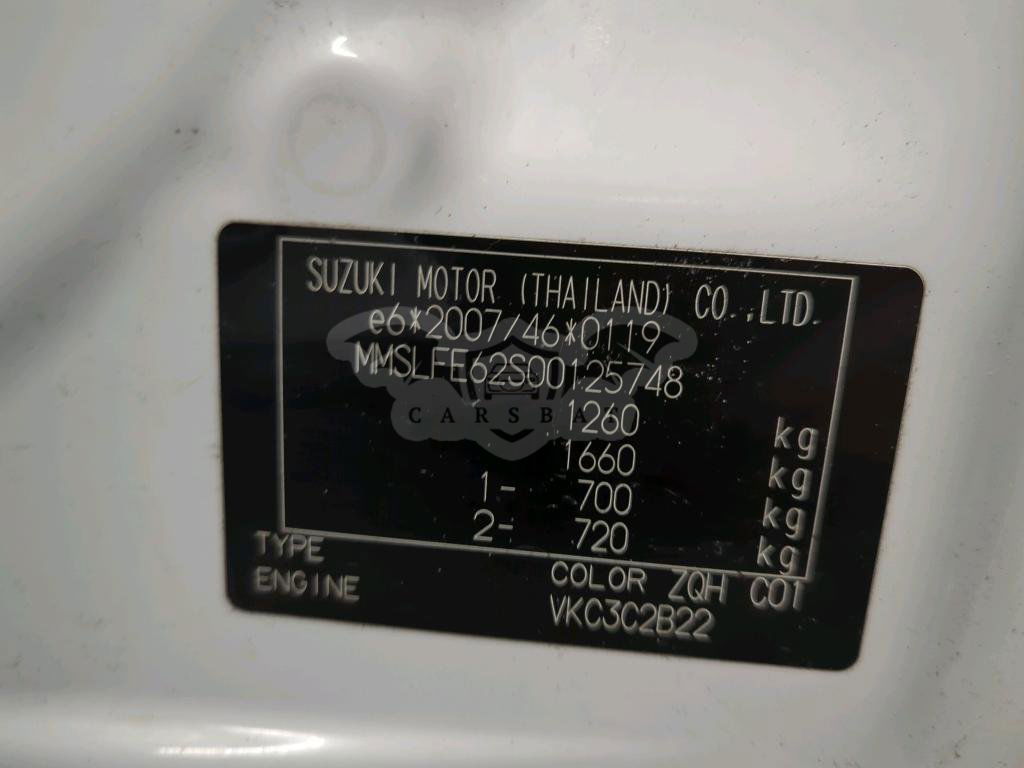 SUZUKI MOTOR (THAILAND) CO.,LTD.
e6*2007/46*0119
MMSLFE62S00125748
1260 kg
1660 kg
1- 700 kg
2- 720 kg
TYPE COLOR ZQH C01
ENGINE VKC3C2B22